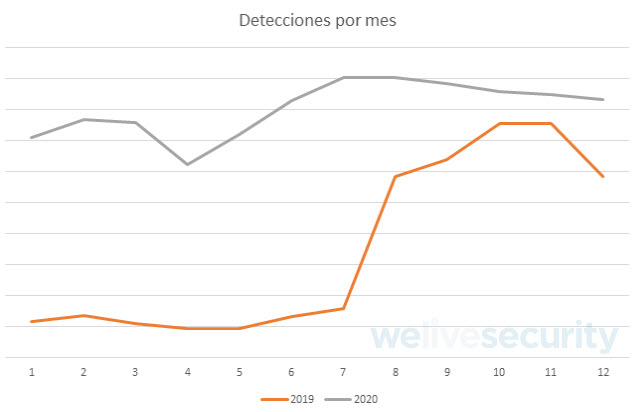 Detecciones por mes
welivesecurity
1 2 3 4 5 6 7 8 9 10 11 12
2019 2020